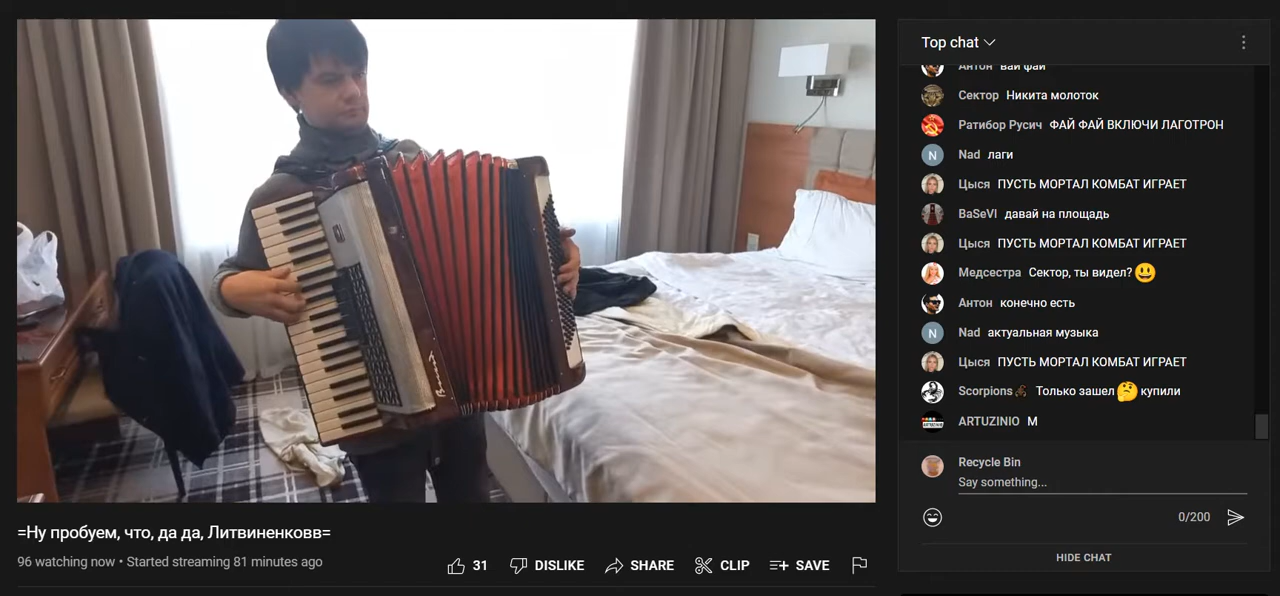 Top chat
Антон вай фай
Сектор Никита молоток
Ратибор Русич ФАЙ ФАЙ ВКЛЮЧИ ЛАГОТРОН
N Nad лаги
Цыся ПУСТЬ МОРТАЛ КОМБАТ ИГРАЕТ
BaSeVI давай на площадь
Цыся ПУСТЬ МОРТАЛ КОМБАТ ИГРАЕТ
Медсестра Сектор, ты видел? 😃
Антон конечно есть
N Nad актуальная музыка
Цыся ПУСТЬ МОРТАЛ КОМБАТ ИГРАЕТ
Scorpions🦂 Только зашел 🤔 купили
ARTUZINIO М
Recycle Bin
Say something...
0/200
HIDE CHAT
=Ну пробуем, что, да да, Литвиненковв=
96 watching now • Started streaming 81 minutes ago
31 DISLIKE SHARE CLIP SAVE